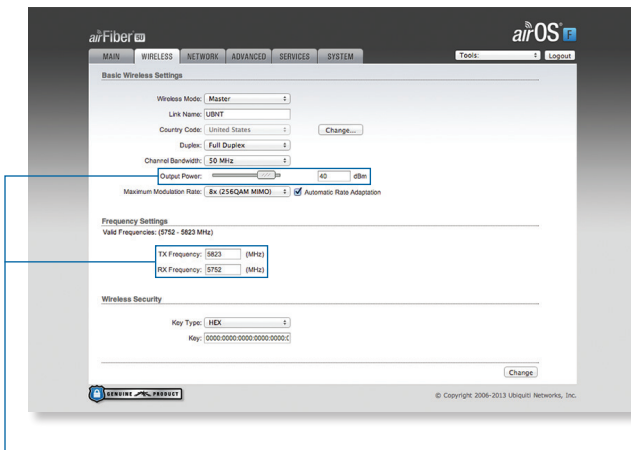 airFiber 5U
airOS F
MAIN WIRELESS NETWORK ADVANCED SERVICES SYSTEM Tools: Logout
Basic Wireless Settings
Wireless Mode: Master
Link Name: UBNT
Country Code: United States Change...
Duplex: Full Duplex
Channel Bandwidth: 50 MHz
Output Power: 40 dBm
Maximum Modulation Rate: 8x (256QAM MIMO) Automatic Rate Adaptation
Frequency Settings
Valid Frequencies: (5752 - 5823 MHz)
TX Frequency: 5823 (MHz)
RX Frequency: 5752 (MHz)
Wireless Security
Key Type: HEX
Key: 0000:0000:0000:0000:0000:0
Change
GENUINE PRODUCT
© Copyright 2006-2013 Ubiquiti Networks, Inc.